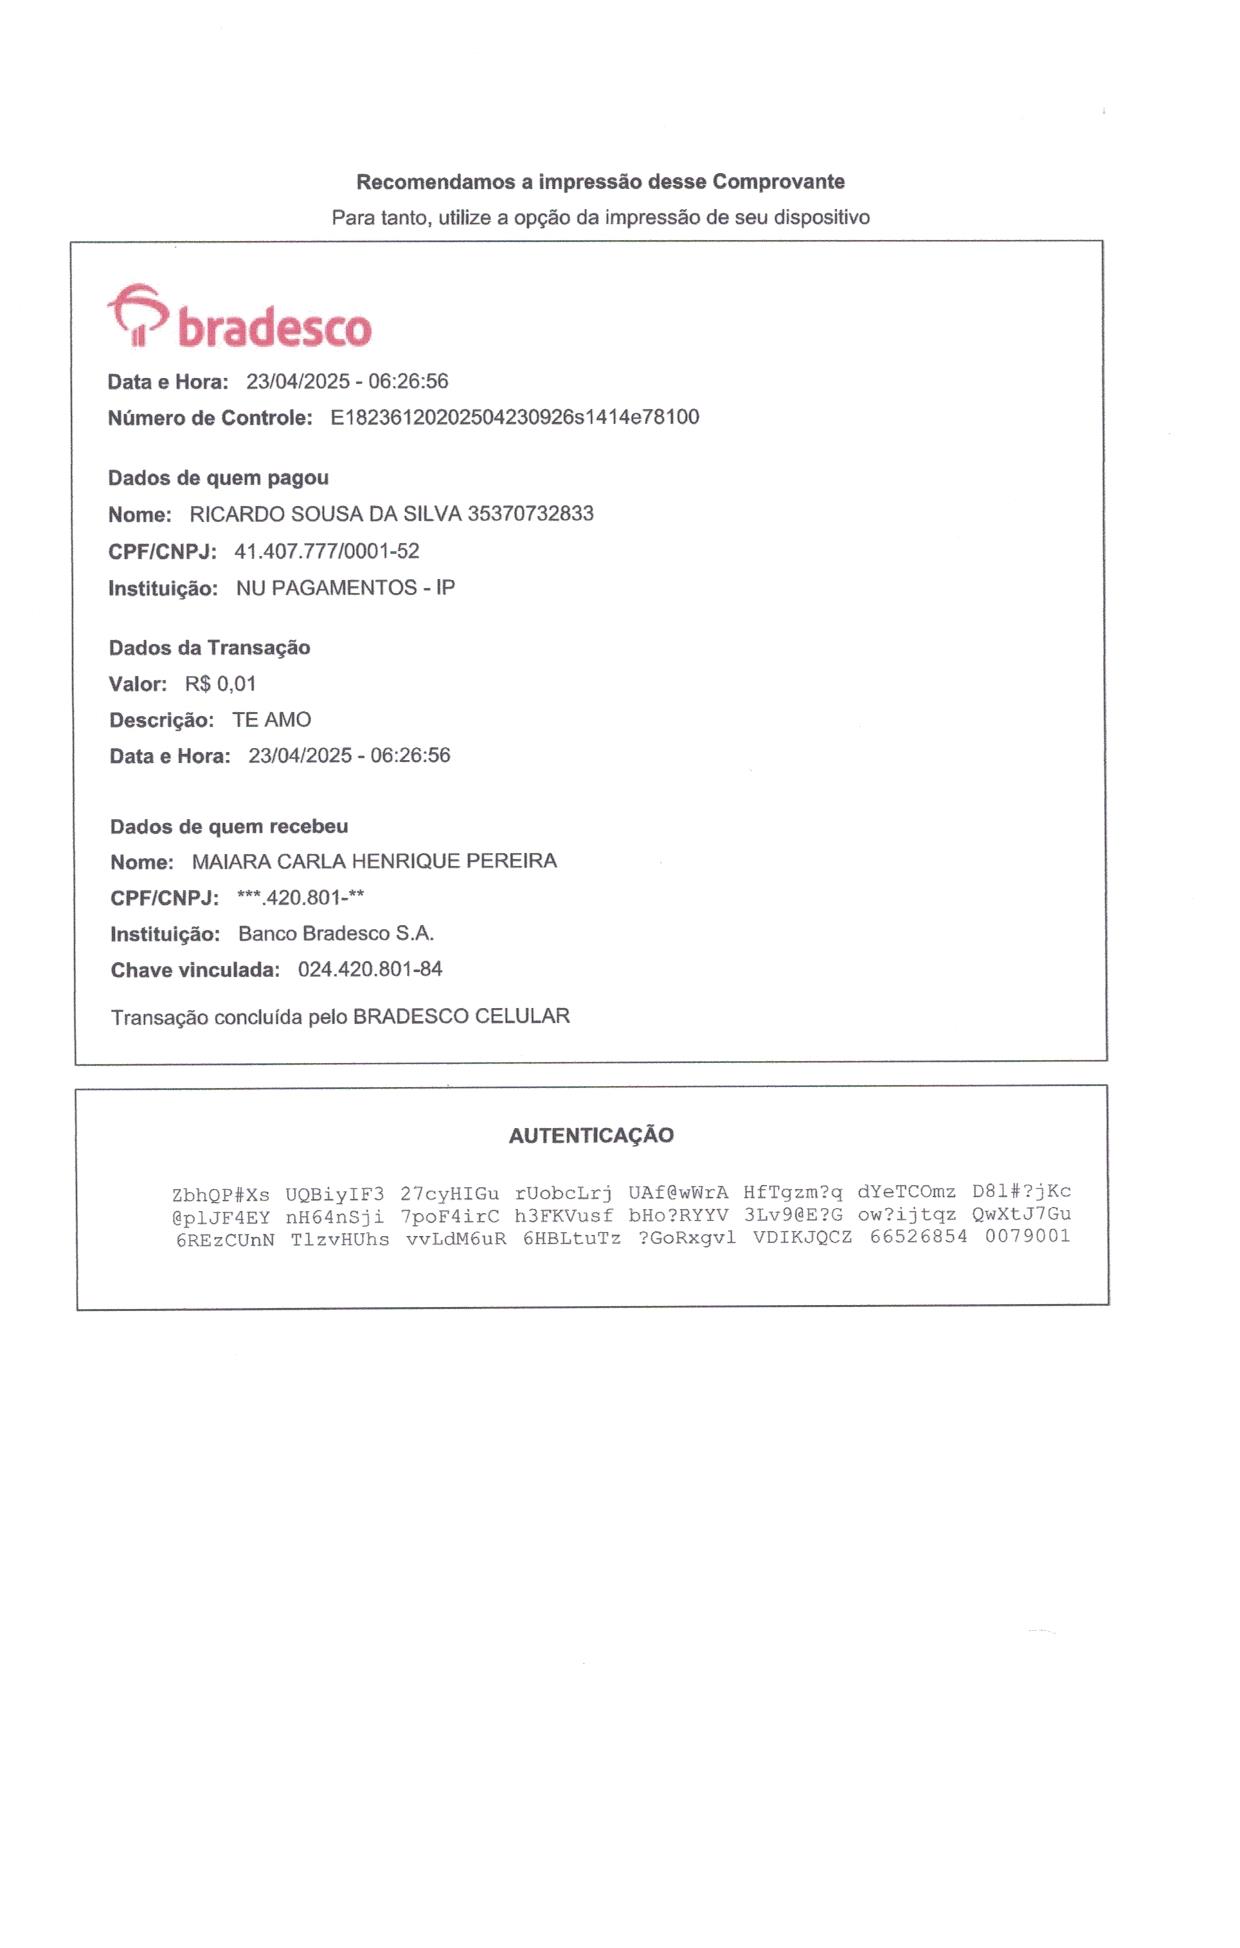 Recomendamos a impressão desse Comprovante
Para tanto, utilize a opção da impressão de seu dispositivo
bradesco
Data e Hora: 23/04/2025 - 06:26:56
Número de Controle: E18236120202504230926s1414e78100
Dados de quem pagou
Nome: RICARDO SOUSA DA SILVA 35370732833
CPF/CNPJ: 41.407.777/0001-52
Instituição: NU PAGAMENTOS - IP
Dados da Transação
Valor: R$ 0,01
Descrição: TE AMO
Data e Hora: 23/04/2025 - 06:26:56
Dados de quem recebeu
Nome: MAIARA CARLA HENRIQUE PEREIRA
CPF/CNPJ: ***.420.801-**
Instituição: Banco Bradesco S.A.
Chave vinculada: 024.420.801-84
Transação concluída pelo BRADESCO CELULAR
AUTENTICAÇÃO
ZbhQP#Xs UQBiyIF3 27cyHIGu rUobcLrj UAf@wWrA HfTgzm?q dYeTCOmz D8l#?jKc
@plJF4EY nH64nSji 7poF4irC h3FKVusf bHo?RYYV 3Lv9@E?G ow?ijtqz QwXtJ7Gu
6REzCUnN TlzvHUhs vvLdM6uR 6HBLtuTz ?GoRxgvl VDIKJQCZ 66526854 0079001